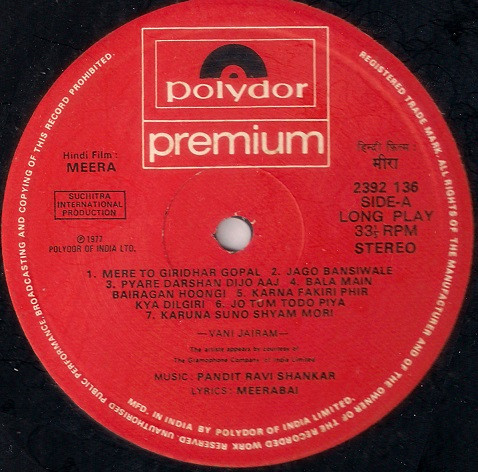 polydor
premium
Hindi Film:
MEERA
SUCHITRA
INTERNATIONAL
PRODUCTION
℗ 1977
POLYDOR OF INDIA LTD.
हिन्दी फिल्म:
मीरा
2392 136
SIDE-A
LONG PLAY
33⅓ RPM
STEREO
1. MERE TO GIRIDHAR GOPAL 2. JAGO BANSIWALE
3. PYARE DARSHAN DIJO AAJ 4. BALA MAIN
BAIRAGAN HOONGI 5. KARNA FAKIRI PHIR
KYA DILGIRI 6. JO TUM TODO PIYA
7. KARUNA SUNO SHYAM MORI
—VANI JAIRAM—
The artists appears by courtesy of
The Gramophone Company of India Limited
MUSIC: PANDIT RAVI SHANKAR
LYRICS: MEERABAI
MFD. IN INDIA BY POLYDOR OF INDIA LIMITED.
REGISTERED TRADE MARK. ALL RIGHTS OF THE MANUFACTURER AND OF THE OWNER OF THE RECORDED WORK RESERVED. UNAUTHORISED PUBLIC PERFORMANCE, BROADCASTING AND COPYING OF THIS RECORD PROHIBITED.